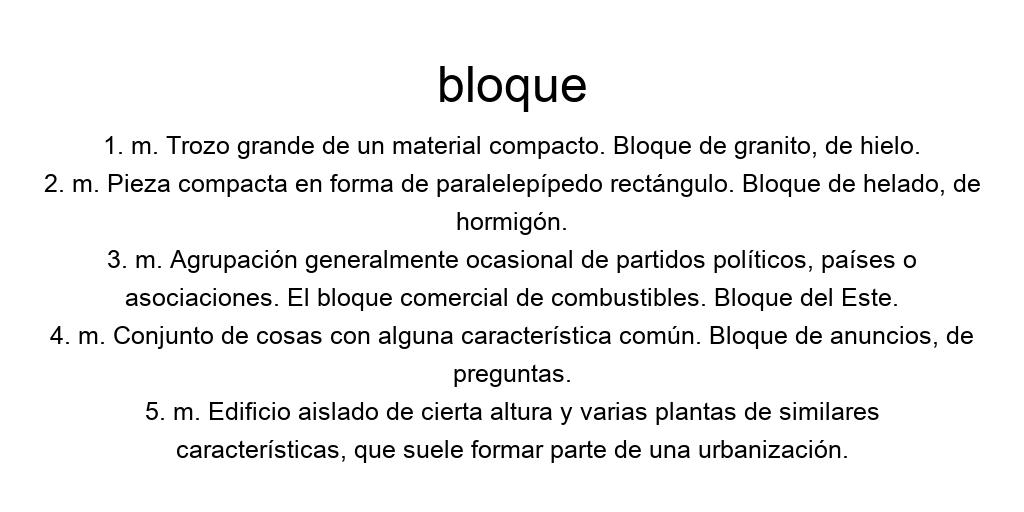 bloque
1. m. Trozo grande de un material compacto. Bloque de granito, de hielo.
2. m. Pieza compacta en forma de paralelepípedo rectángulo. Bloque de helado, de
hormigón.
3. m. Agrupación generalmente ocasional de partidos políticos, países o
asociaciones. El bloque comercial de combustibles. Bloque del Este.
4. m. Conjunto de cosas con alguna característica común. Bloque de anuncios, de
preguntas.
5. m. Edificio aislado de cierta altura y varias plantas de similares
características, que suele formar parte de una urbanización.